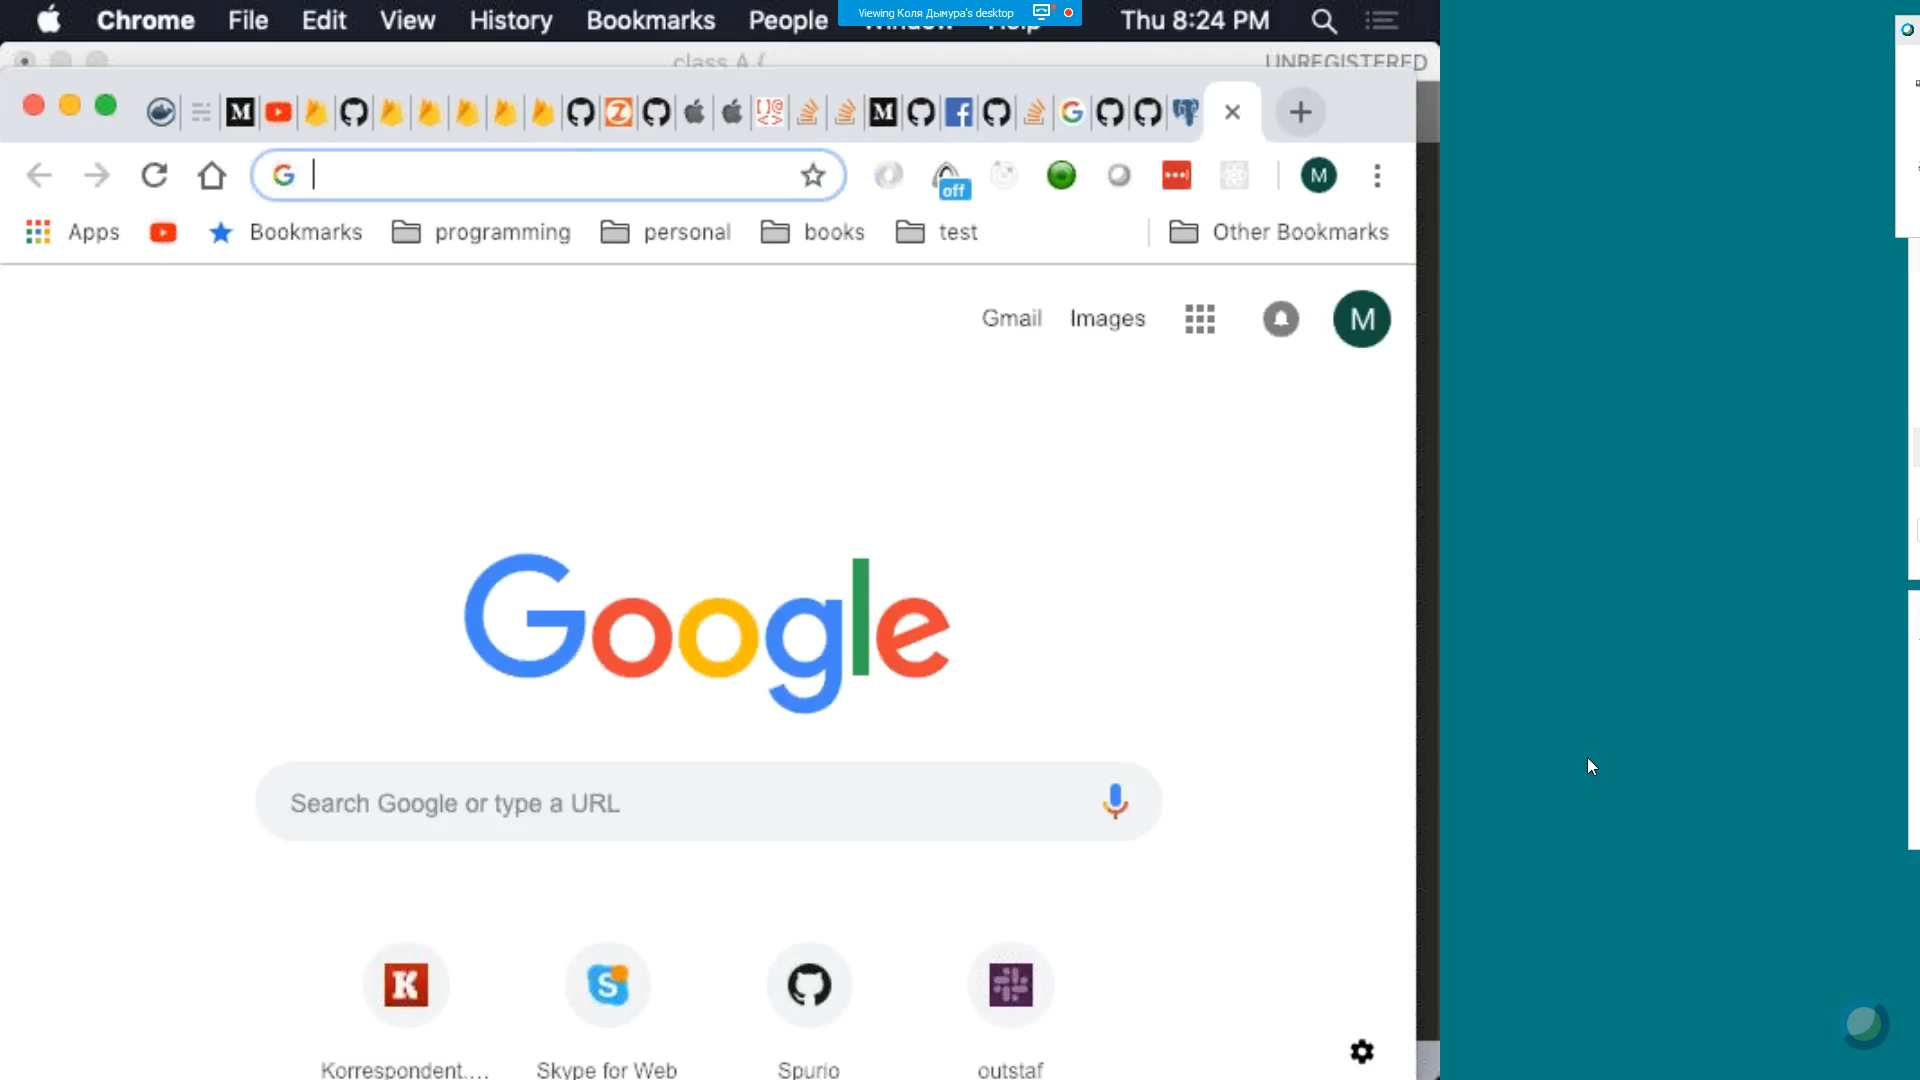 Chrome File Edit View History Bookmarks People
Viewing Коля Дымура's desktop
Thu 8:24 PM
class A {
UNREGISTERED
off
M
Apps Bookmarks programming personal books test Other Bookmarks
Gmail Images M
Google
Search Google or type a URL
Korrespondent.... Skype for Web Spurio outstaf